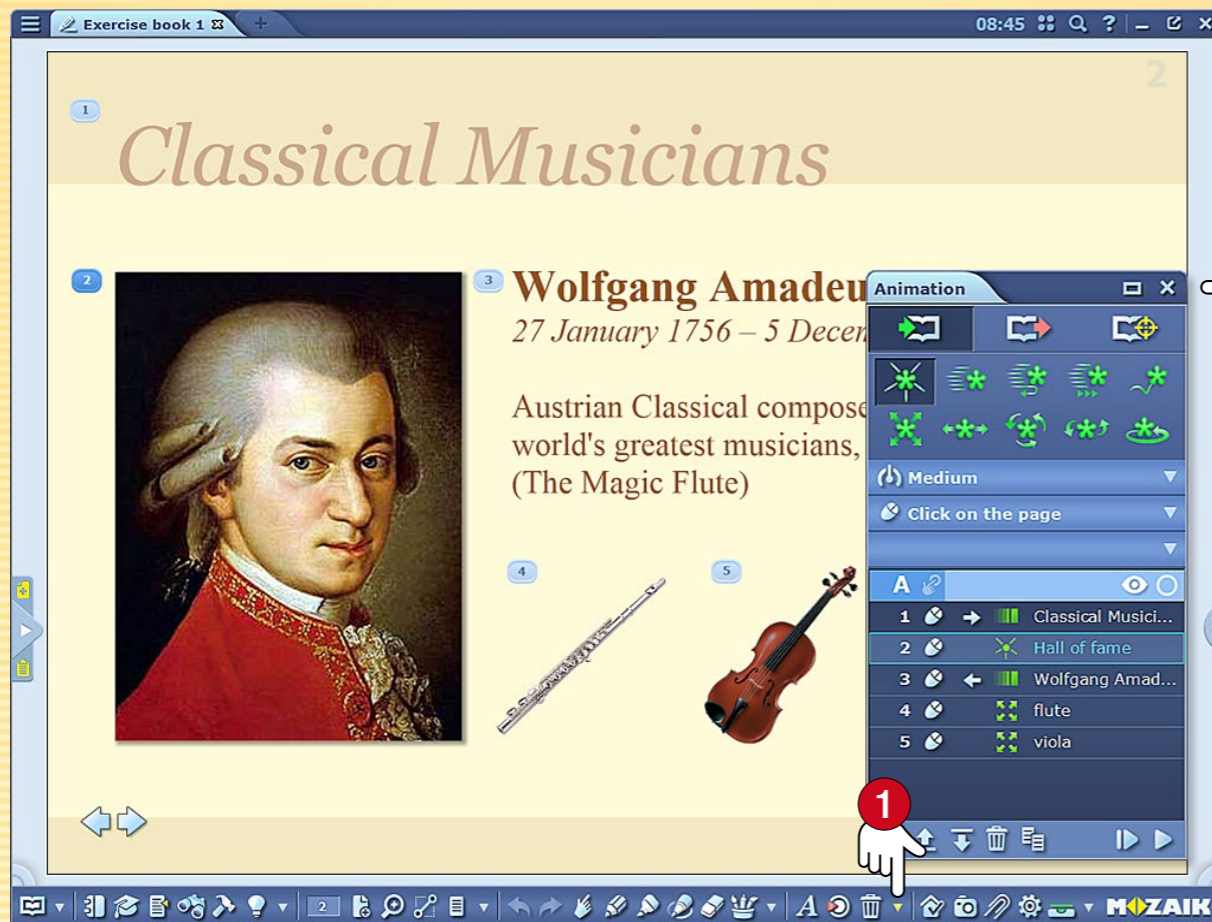 Exercise book 1
08:45
2
1
Classical Musicians
2
3
Wolfgang Amadeu
27 January 1756 – 5 Decem
Austrian Classical compose
world's greatest musicians,
(The Magic Flute)
4
5
Animation
Medium
Click on the page
A
1 Classical Musici...
2 Hall of fame
3 Wolfgang Amad...
4 flute
5 viola
1
2
A
MOZAIK